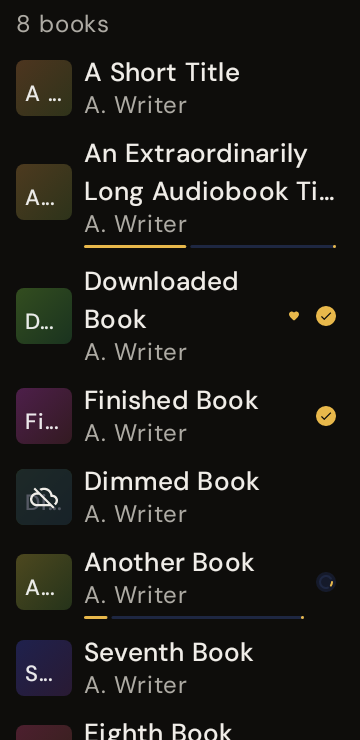 8 books
A ...
A Short Title
A. Writer
A...
An Extraordinarily
Long Audiobook Ti...
A. Writer
D...
Downloaded
Book
A. Writer
Fi...
Finished Book
A. Writer
Dimmed Book
A. Writer
A...
Another Book
A. Writer
S...
Seventh Book
A. Writer
Eighth Book